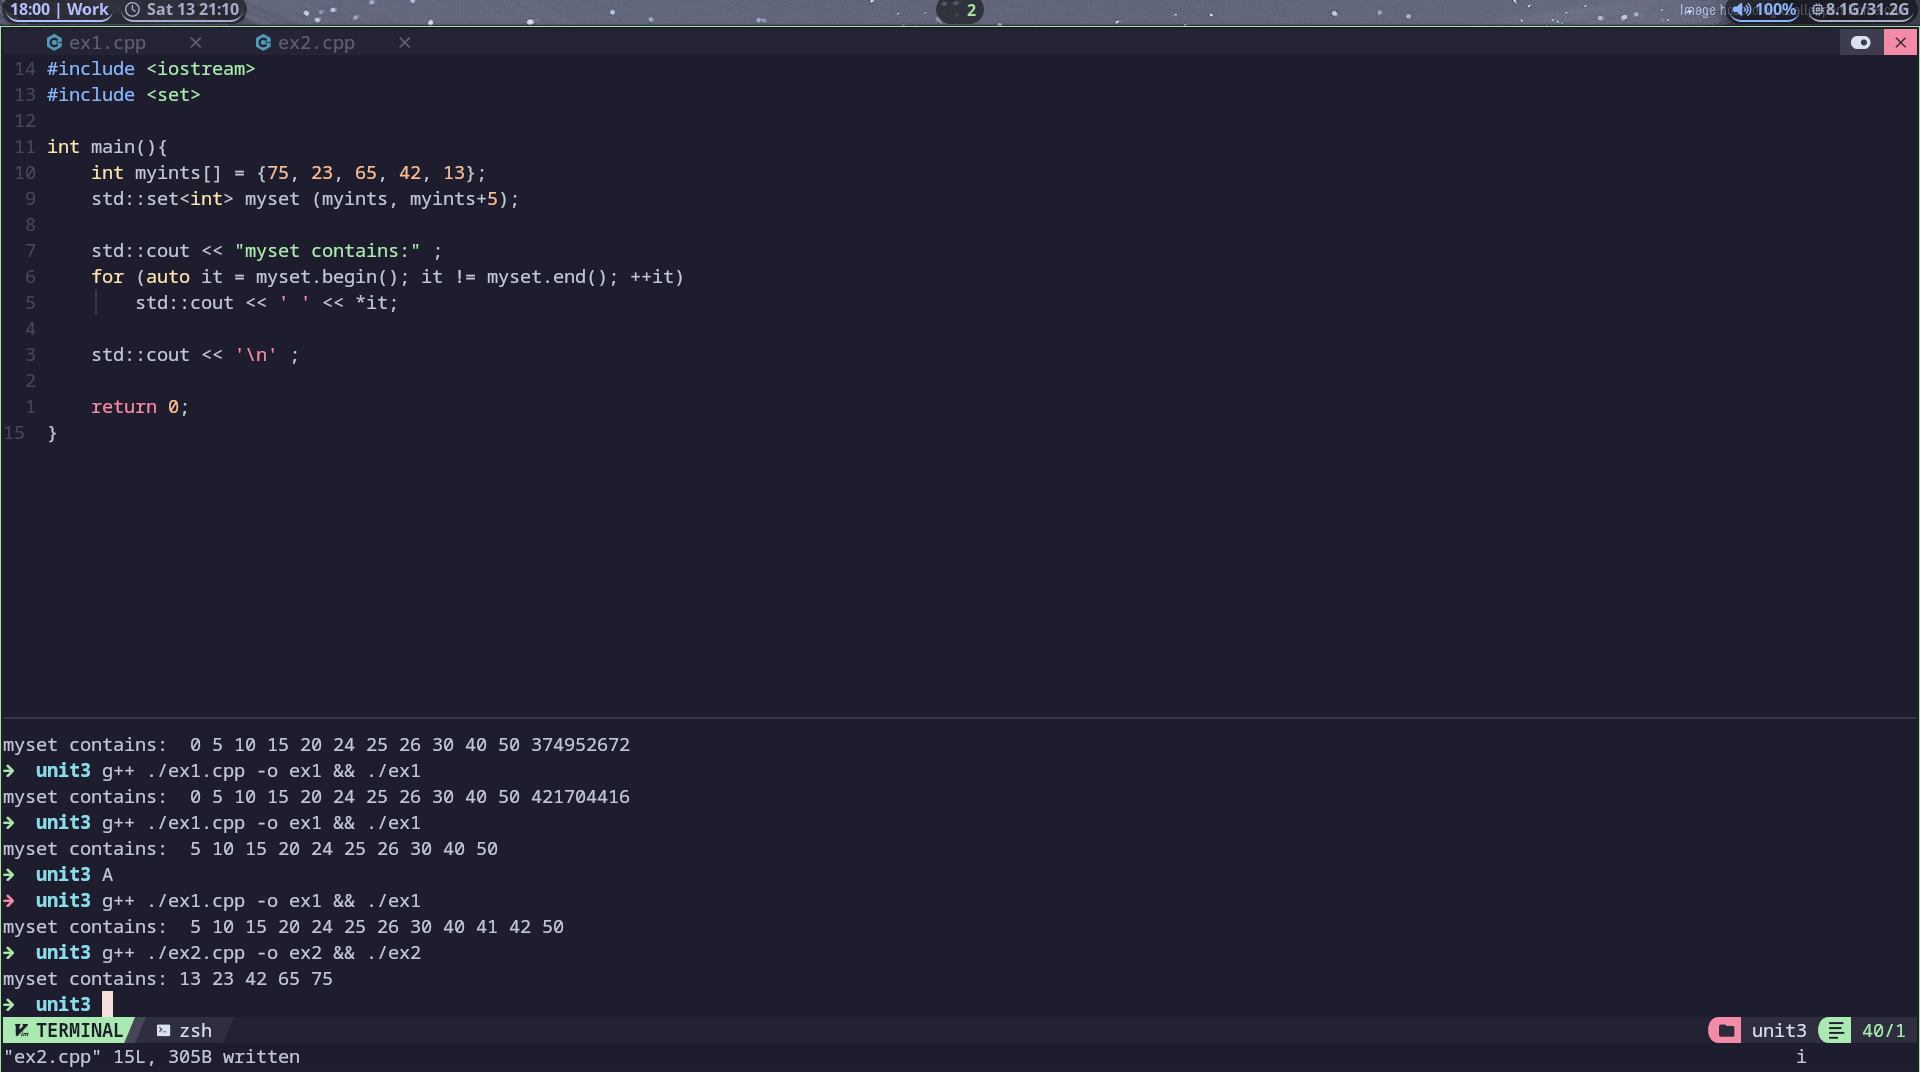 18:00 | Work Sat 13 21:10 2 100% 8.1G/31.2G
ex1.cpp ex2.cpp
14 #include <iostream>
13 #include <set>
12
11 int main(){
10     int myints[] = {75, 23, 65, 42, 13};
9     std::set<int> myset (myints, myints+5);
8
7     std::cout << "myset contains:" ;
6     for (auto it = myset.begin(); it != myset.end(); ++it)
5         std::cout << ' ' << *it;
4
3     std::cout << '\n' ;
2
1     return 0;
15 }
myset contains:  0 5 10 15 20 24 25 26 30 40 50 374952672
➜  unit3 g++ ./ex1.cpp -o ex1 && ./ex1
myset contains:  0 5 10 15 20 24 25 26 30 40 50 421704416
➜  unit3 g++ ./ex1.cpp -o ex1 && ./ex1
myset contains:  5 10 15 20 24 25 26 30 40 50
➜  unit3 A
➜  unit3 g++ ./ex1.cpp -o ex1 && ./ex1
myset contains:  5 10 15 20 24 25 26 30 40 41 42 50
➜  unit3 g++ ./ex2.cpp -o ex2 && ./ex2
myset contains: 13 23 42 65 75
➜  unit3
TERMINAL zsh unit3 40/1
"ex2.cpp" 15L, 305B written i